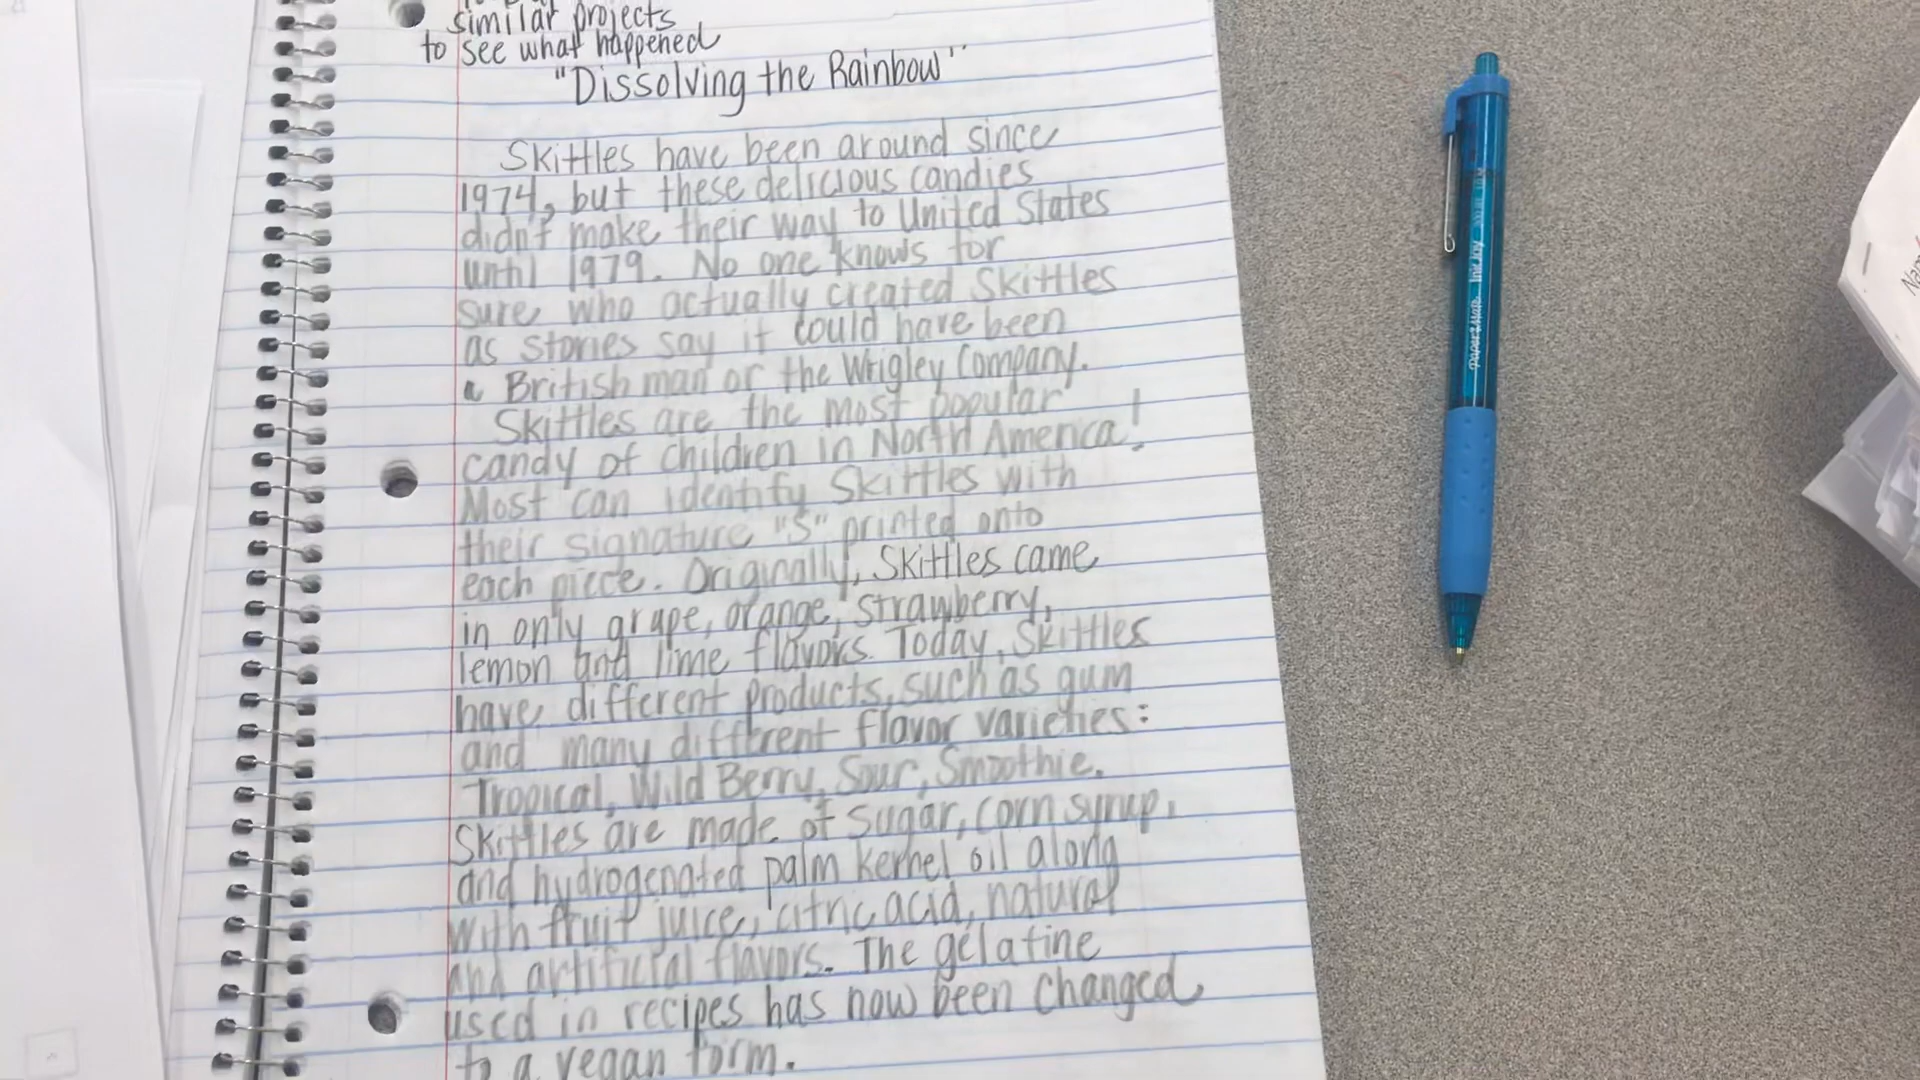 similar projects
to see what happened
"Dissolving the Rainbow"
Skittles have been around since
1974, but these delicious candies
didn't make their way to United States
until 1979. No one knows for
sure who actually created Skittles
as stories say it could have been
a British man or the Wrigley Company.
Skittles are the most popular
candy of children in North America!
Most can identify Skittles with
their signature "S" printed onto
each piece. Originally, Skittles came
in only grape, orange, strawberry,
lemon and lime flavors. Today, Skittles
have different products, such as gum
and many different flavor varieties:
Tropical, Wild Berry, Sour, Smoothie.
Skittles are made of sugar, corn syrup,
and hydrogenated palm kernel oil along
with fruit juice, citric acid, natural
and artificial flavors. The gelatine
used in recipes has now been changed
to a vegan form.
PaperMate InkJoy